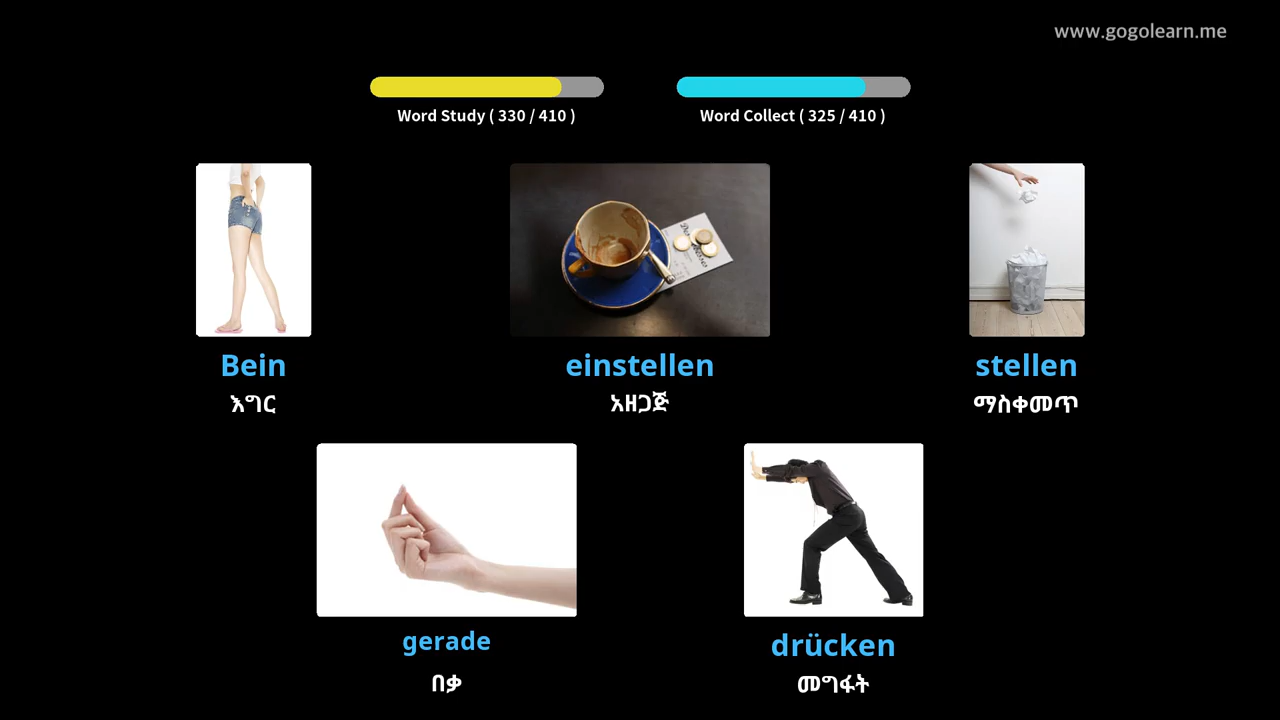 www.gogolearn.me
Word Study ( 330 / 410 )
Word Collect ( 325 / 410 )
Bein
እግር
einstellen
አዘጋጅ
stellen
ማስቀመጥ
gerade
በቃ
drücken
መግፋት